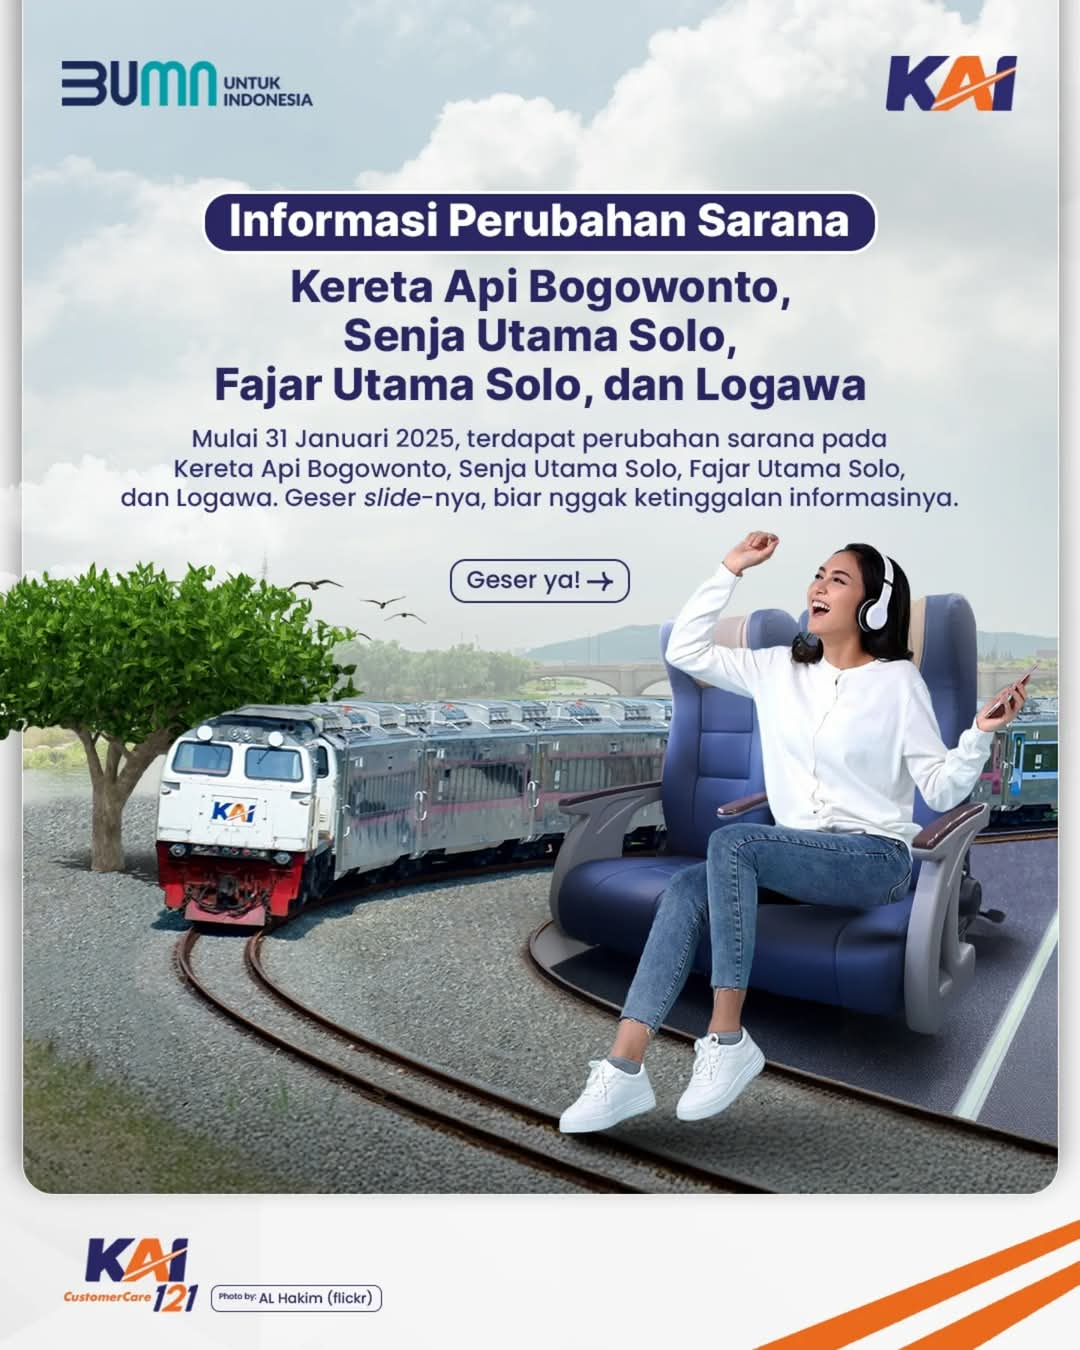 BUMN UNTUK
INDONESIA
KAI
Informasi Perubahan Sarana
Kereta Api Bogowonto,
Senja Utama Solo,
Fajar Utama Solo, dan Logawa
Mulai 31 Januari 2025, terdapat perubahan sarana pada
Kereta Api Bogowonto, Senja Utama Solo, Fajar Utama Solo,
dan Logawa. Geser slide-nya, biar nggak ketinggalan informasinya.
Geser ya!
KAI
KAI
CustomerCare 121
Photo by: AL Hakim (flickr)